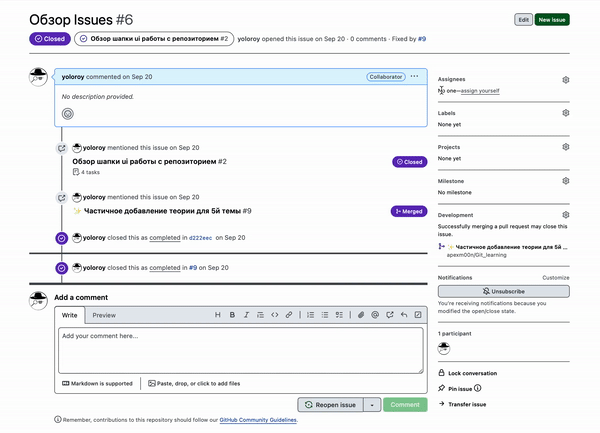 Обзор Issues #6
Edit
New issue
Closed
Обзор шапки ui работы с репозиторием #2
yoloroy opened this issue on Sep 20 · 0 comments · Fixed by #9
yoloroy commented on Sep 20
Collaborator
No description provided.
yoloroy mentioned this issue on Sep 20
Обзор шапки ui работы с репозиторием #2
Closed
4 tasks
yoloroy mentioned this issue on Sep 20
✨ Частичное добавление теории для 5й темы #9
Merged
yoloroy closed this as completed in d222eec on Sep 20
yoloroy closed this as completed in #9 on Sep 20
Add a comment
Write
Preview
Add your comment here...
Markdown is supported
Paste, drop, or click to add files
Reopen issue
Comment
Remember, contributions to this repository should follow our GitHub Community Guidelines.
Assignees
No one—assign yourself
Labels
None yet
Projects
None yet
Milestone
No milestone
Development
Successfully merging a pull request may close this
issue.
✨ Частичное добавление теории для 5й ...
apexm00n/Git_learning
Notifications
Customize
Unsubscribe
You're receiving notifications because you
modified the open/close state.
1 participant
Lock conversation
Pin issue
Transfer issue